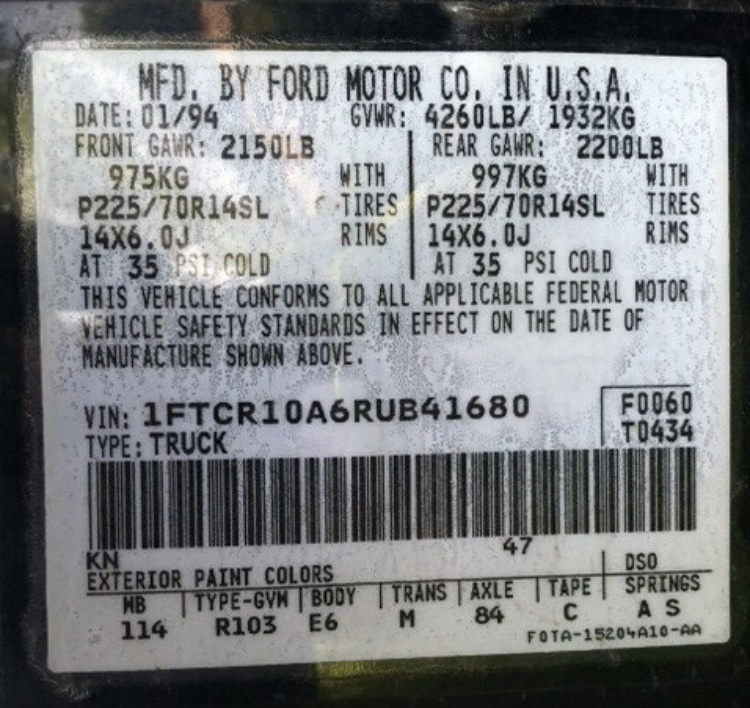 MFD. BY FORD MOTOR CO. IN U.S.A.
DATE: 01/94 GVWR: 4260LB/ 1932KG
FRONT GAWR: 2150LB REAR GAWR: 2200LB
975KG WITH 997KG WITH
P225/70R14SL TIRES P225/70R14SL TIRES
14X6.0J RIMS 14X6.0J RIMS
AT 35 PSI COLD AT 35 PSI COLD
THIS VEHICLE CONFORMS TO ALL APPLICABLE FEDERAL MOTOR
VEHICLE SAFETY STANDARDS IN EFFECT ON THE DATE OF
MANUFACTURE SHOWN ABOVE.
VIN: 1FTCR10A6RUB41680 F0060
TYPE: TRUCK T0434
KN 47 DSO
EXTERIOR PAINT COLORS
WB TYPE-GVM BODY TRANS AXLE TAPE SPRINGS
114 R103 E6 M 84 C A S
F0TA-15204A10-AA